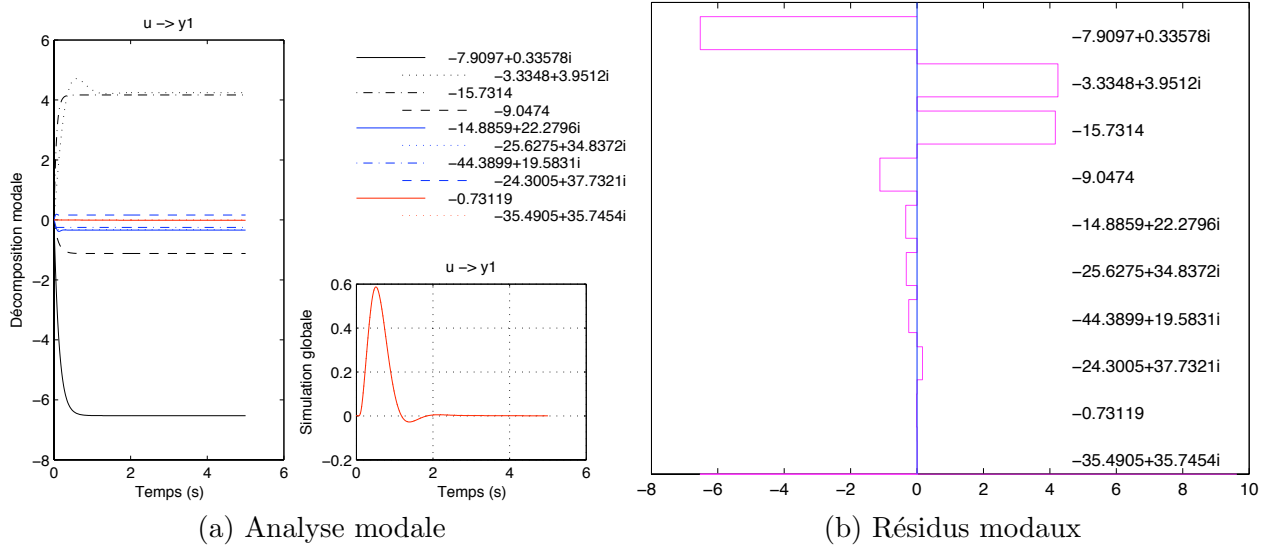 u −> y1
6
4
2
0
−2
−4
−6
−8
0 2 4 6
Décomposition modale
Temps (s)
−7.9097+0.33578i
−3.3348+3.9512i
−15.7314
−9.0474
−14.8859+22.2796i
−25.6275+34.8372i
−44.3899+19.5831i
−24.3005+37.7321i
−0.73119
−35.4905+35.7454i
u −> y1
0.6
0.4
0.2
0
−0.2
0 2 4 6
Simulation globale
Temps (s)
(a) Analyse modale
−7.9097+0.33578i
−3.3348+3.9512i
−15.7314
−9.0474
−14.8859+22.2796i
−25.6275+34.8372i
−44.3899+19.5831i
−24.3005+37.7321i
−0.73119
−35.4905+35.7454i
−8 −6 −4 −2 0 2 4 6 8 10
(b) Résidus modaux